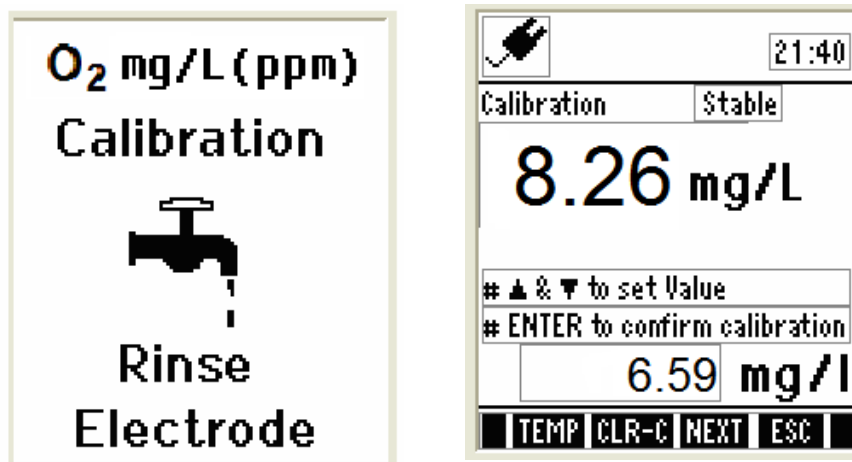 O₂ mg/L(ppm)
Calibration
Rinse
Electrode
21:40
Calibration Stable
8.26 mg/L
# ▲ & ▼ to set Value
# ENTER to confirm calibration
6.59 mg/l
TEMP CLR-C NEXT ESC